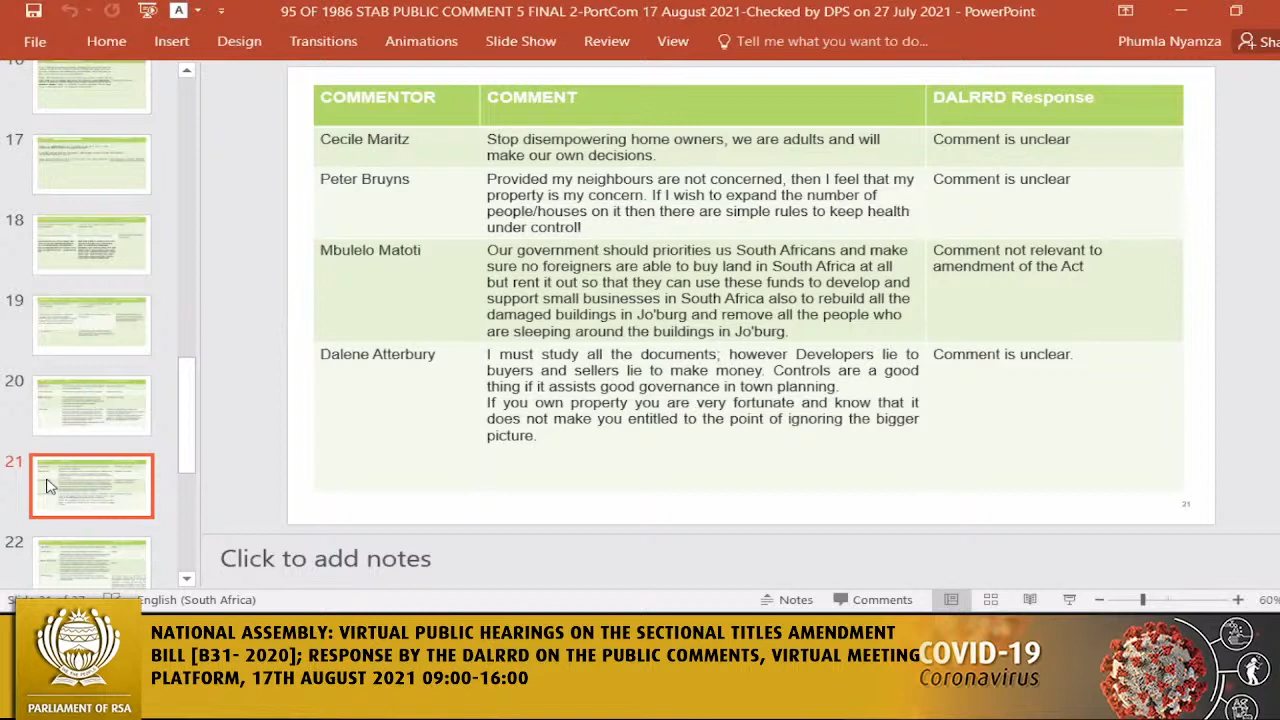 95 OF 1986 STAB PUBLIC COMMENT 5 FINAL 2-PortCom 17 August 2021-Checked by DPS on 27 July 2021 - PowerPoint
File Home Insert Design Transitions Animations Slide Show Review View Tell me what you want to do... Phumla Nyamza Sha
17
18
19
20
21
22
COMMENTOR COMMENT DALRRD Response
Cecile Maritz Stop disempowering home owners, we are adults and will Comment is unclear
make our own decisions.
Peter Bruyns Provided my neighbours are not concerned, then I feel that my Comment is unclear
property is my concern. If I wish to expand the number of
people/houses on it then there are simple rules to keep health
under control!
Mbulelo Matoti Our government should priorities us South Africans and make Comment not relevant to
sure no foreigners are able to buy land in South Africa at all amendment of the Act
but rent it out so that they can use these funds to develop and
support small businesses in South Africa also to rebuild all the
damaged buildings in Jo'burg and remove all the people who
are sleeping around the buildings in Jo'burg.
Dalene Atterbury I must study all the documents; however Developers lie to Comment is unclear.
buyers and sellers lie to make money. Controls are a good
thing if it assists good governance in town planning.
If you own property you are very fortunate and know that it
does not make you entitled to the point of ignoring the bigger
picture.
21
Click to add notes
English (South Africa) Notes Comments 60%
NATIONAL ASSEMBLY: VIRTUAL PUBLIC HEARINGS ON THE SECTIONAL TITLES AMENDMENT
BILL [B31- 2020]; RESPONSE BY THE DALRRD ON THE PUBLIC COMMENTS, VIRTUAL MEETING
PLATFORM, 17TH AUGUST 2021 09:00-16:00
COVID-19
Coronavirus
PARLIAMENT OF RSA